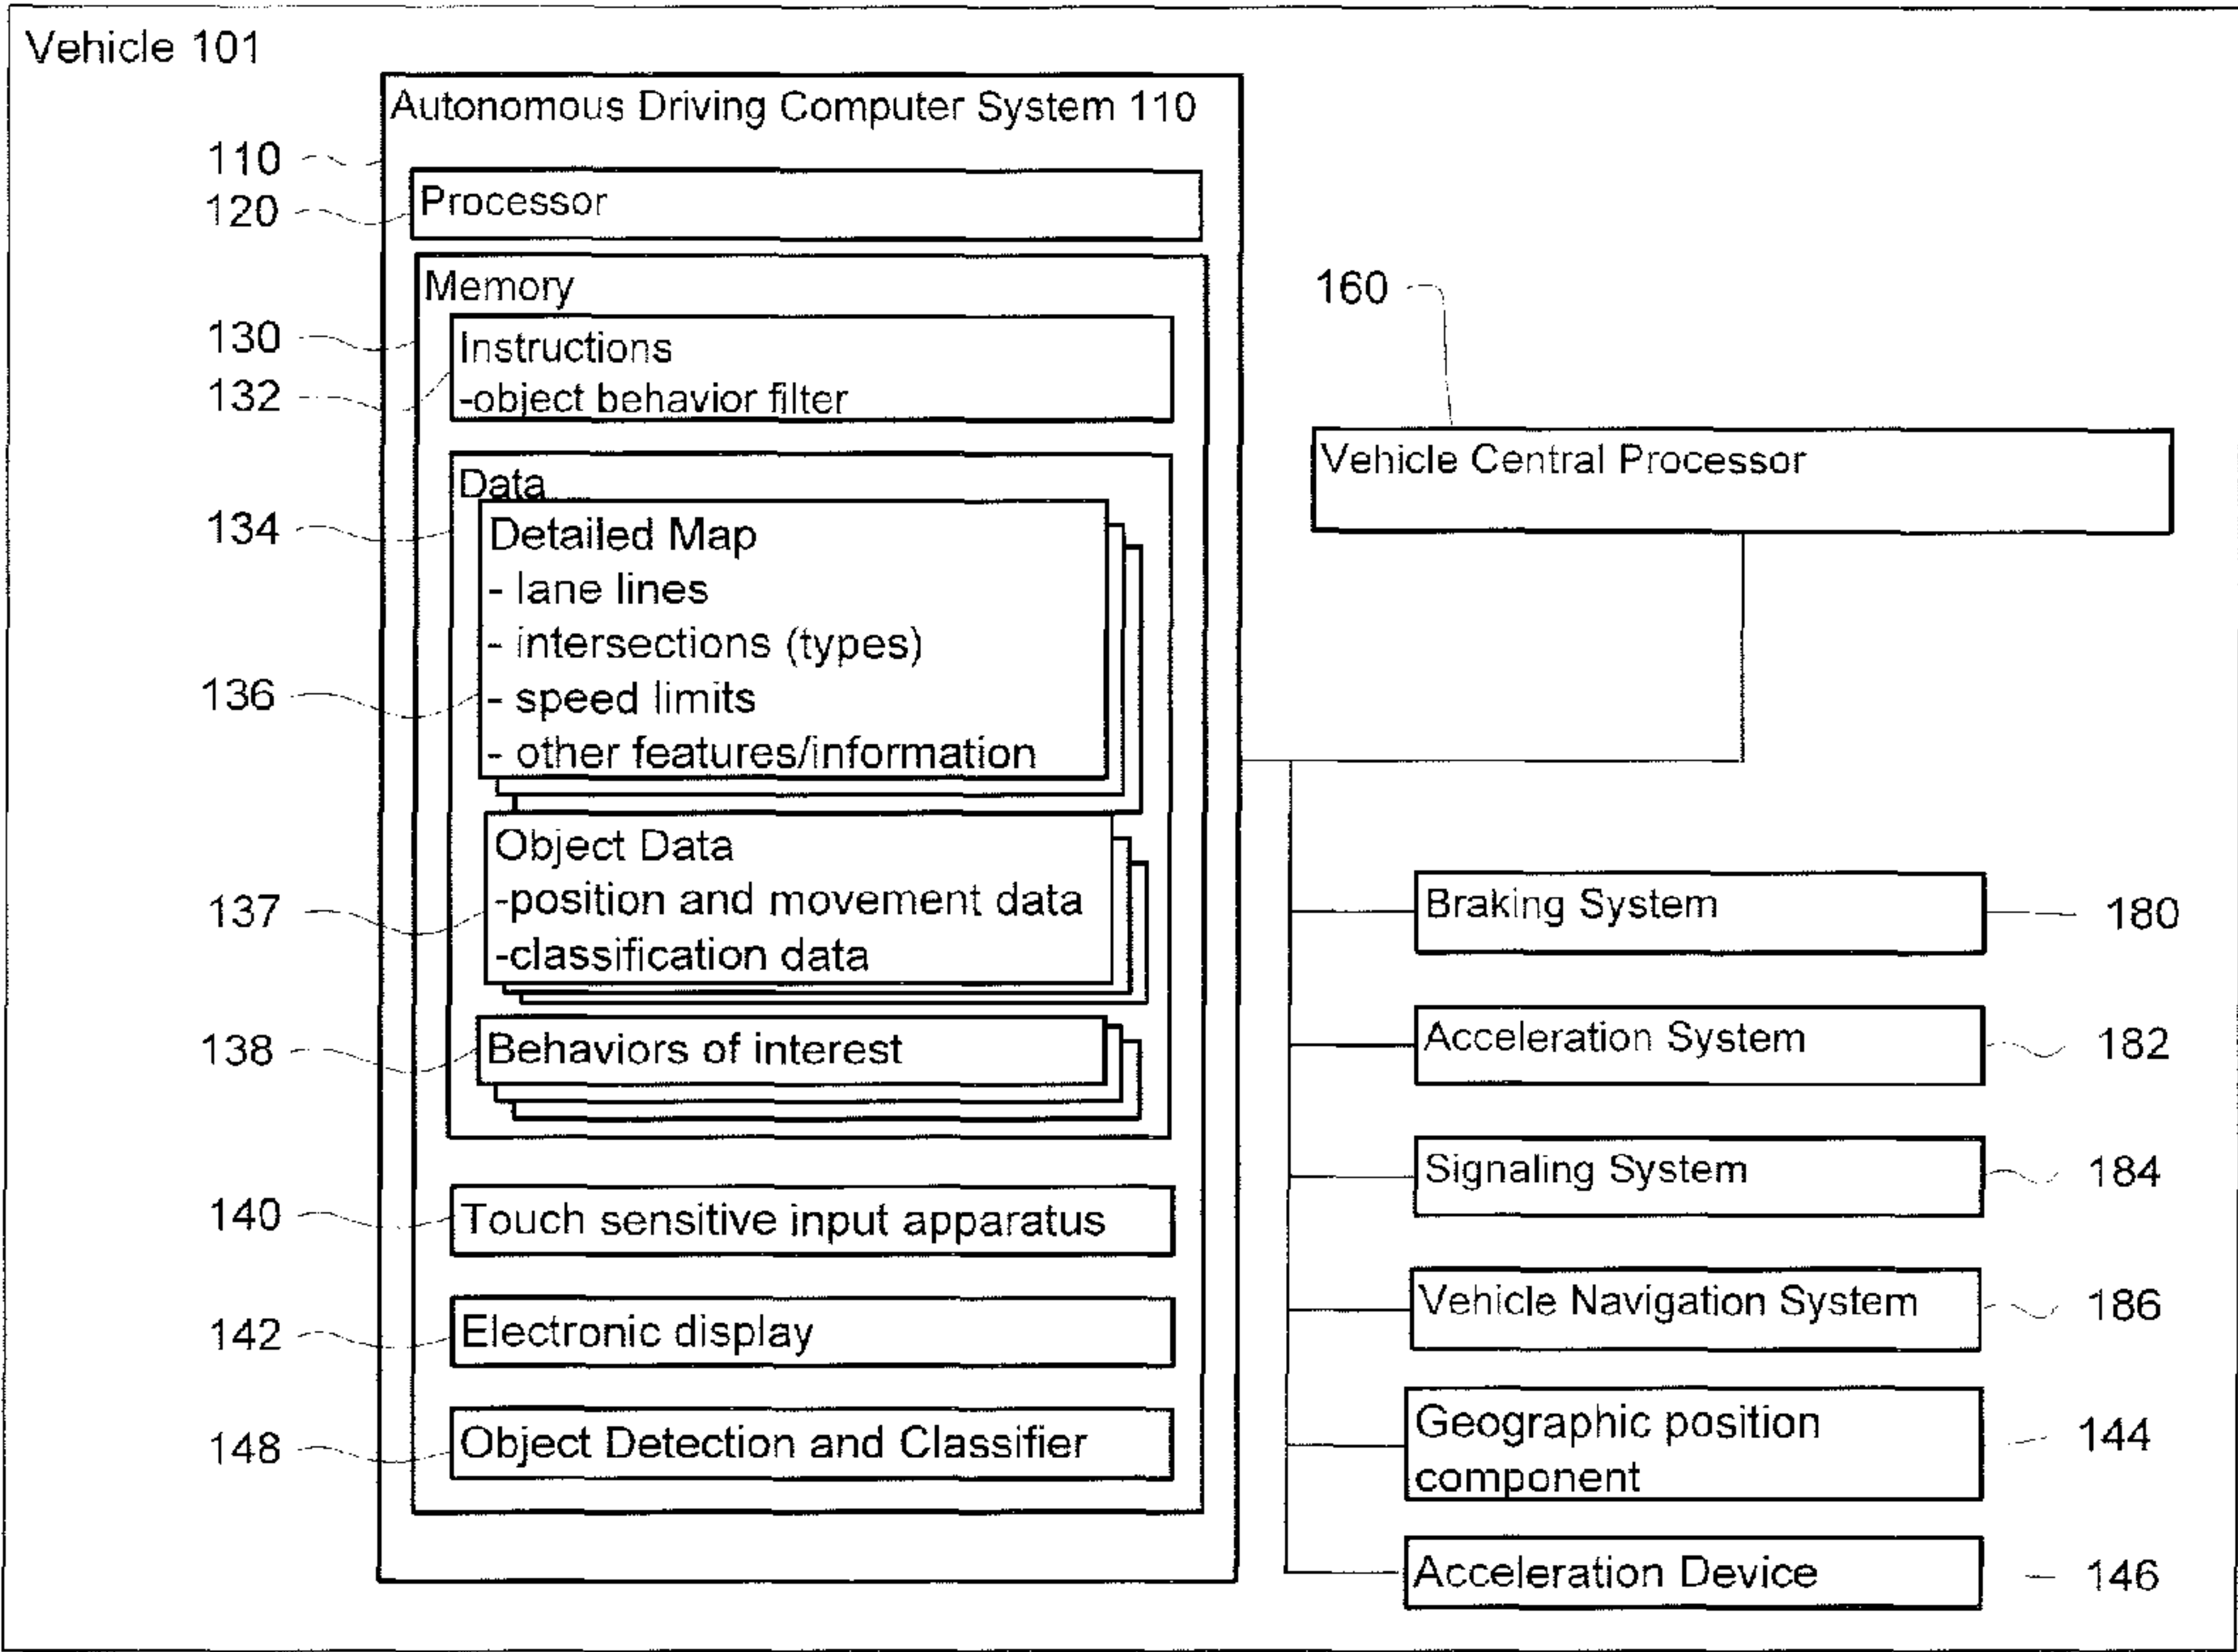 Vehicle 101
Autonomous Driving Computer System 110
110
120
Processor
Memory
130
Instructions
132
-object behavior filter
Data
134
Detailed Map
- lane lines
- intersections (types)
136
- speed limits
- other features/information
Object Data
137
-position and movement data
-classification data
138
Behaviors of interest
140
Touch sensitive input apparatus
142
Electronic display
148
Object Detection and Classifier
160
Vehicle Central Processor
Braking System
180
Acceleration System
182
Signaling System
184
Vehicle Navigation System
186
Geographic position
component
144
Acceleration Device
146